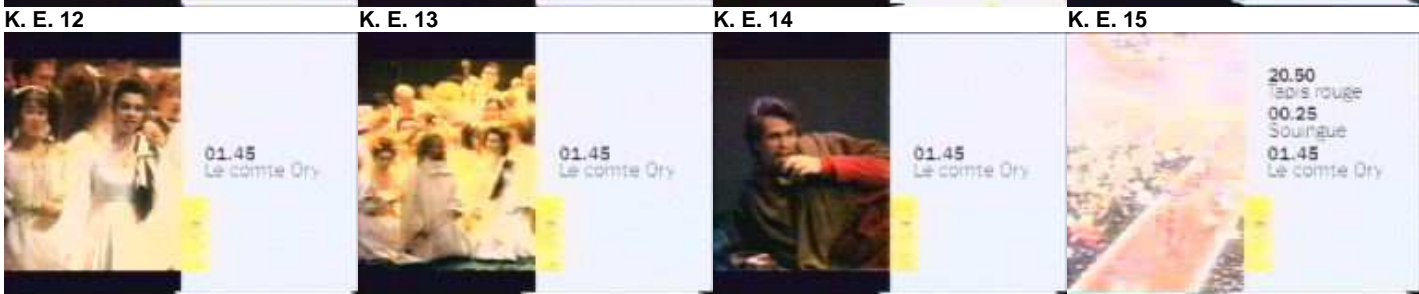 K. E. 12
K. E. 13
K. E. 14
K. E. 15
01.45
Le comte Ory
01.45
Le comte Ory
01.45
Le comte Ory
20.50
Tapis rouge
00.25
Souingue
01.45
Le comte Ory